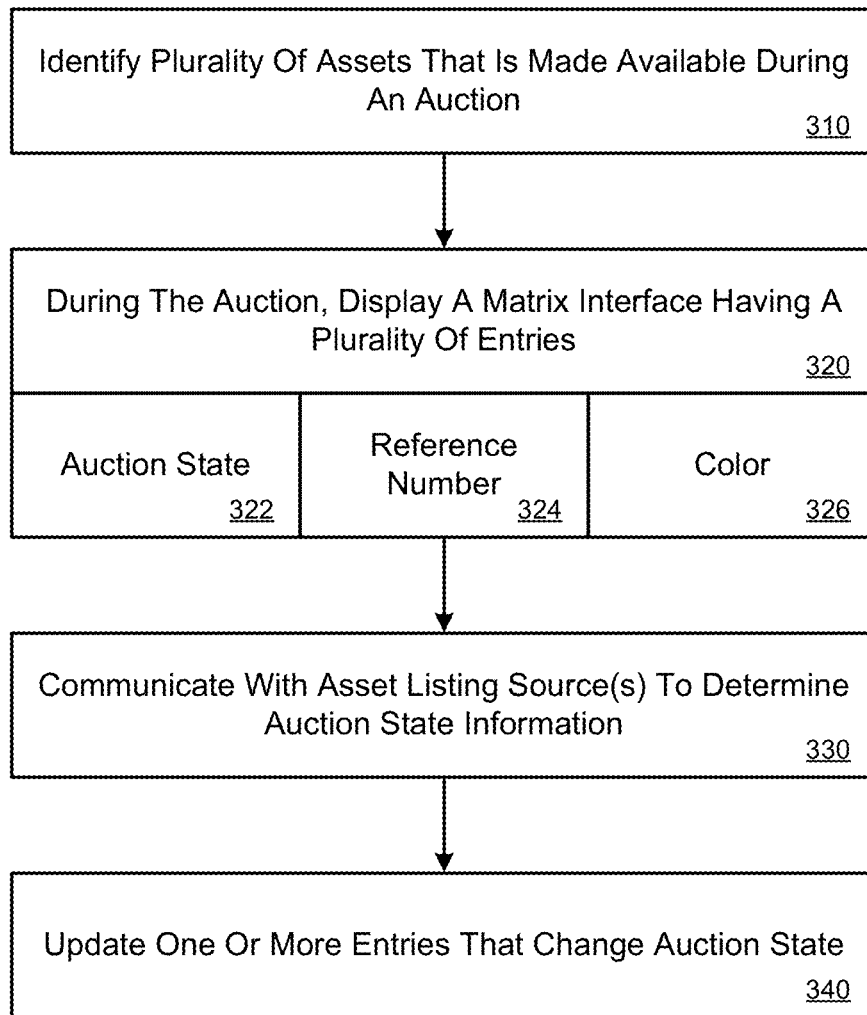 Identify Plurality Of Assets That Is Made Available During
An Auction
310
During The Auction, Display A Matrix Interface Having A
Plurality Of Entries
320
Auction State
322
Reference
Number
324
Color
326
Communicate With Asset Listing Source(s) To Determine
Auction State Information
330
Update One Or More Entries That Change Auction State
340